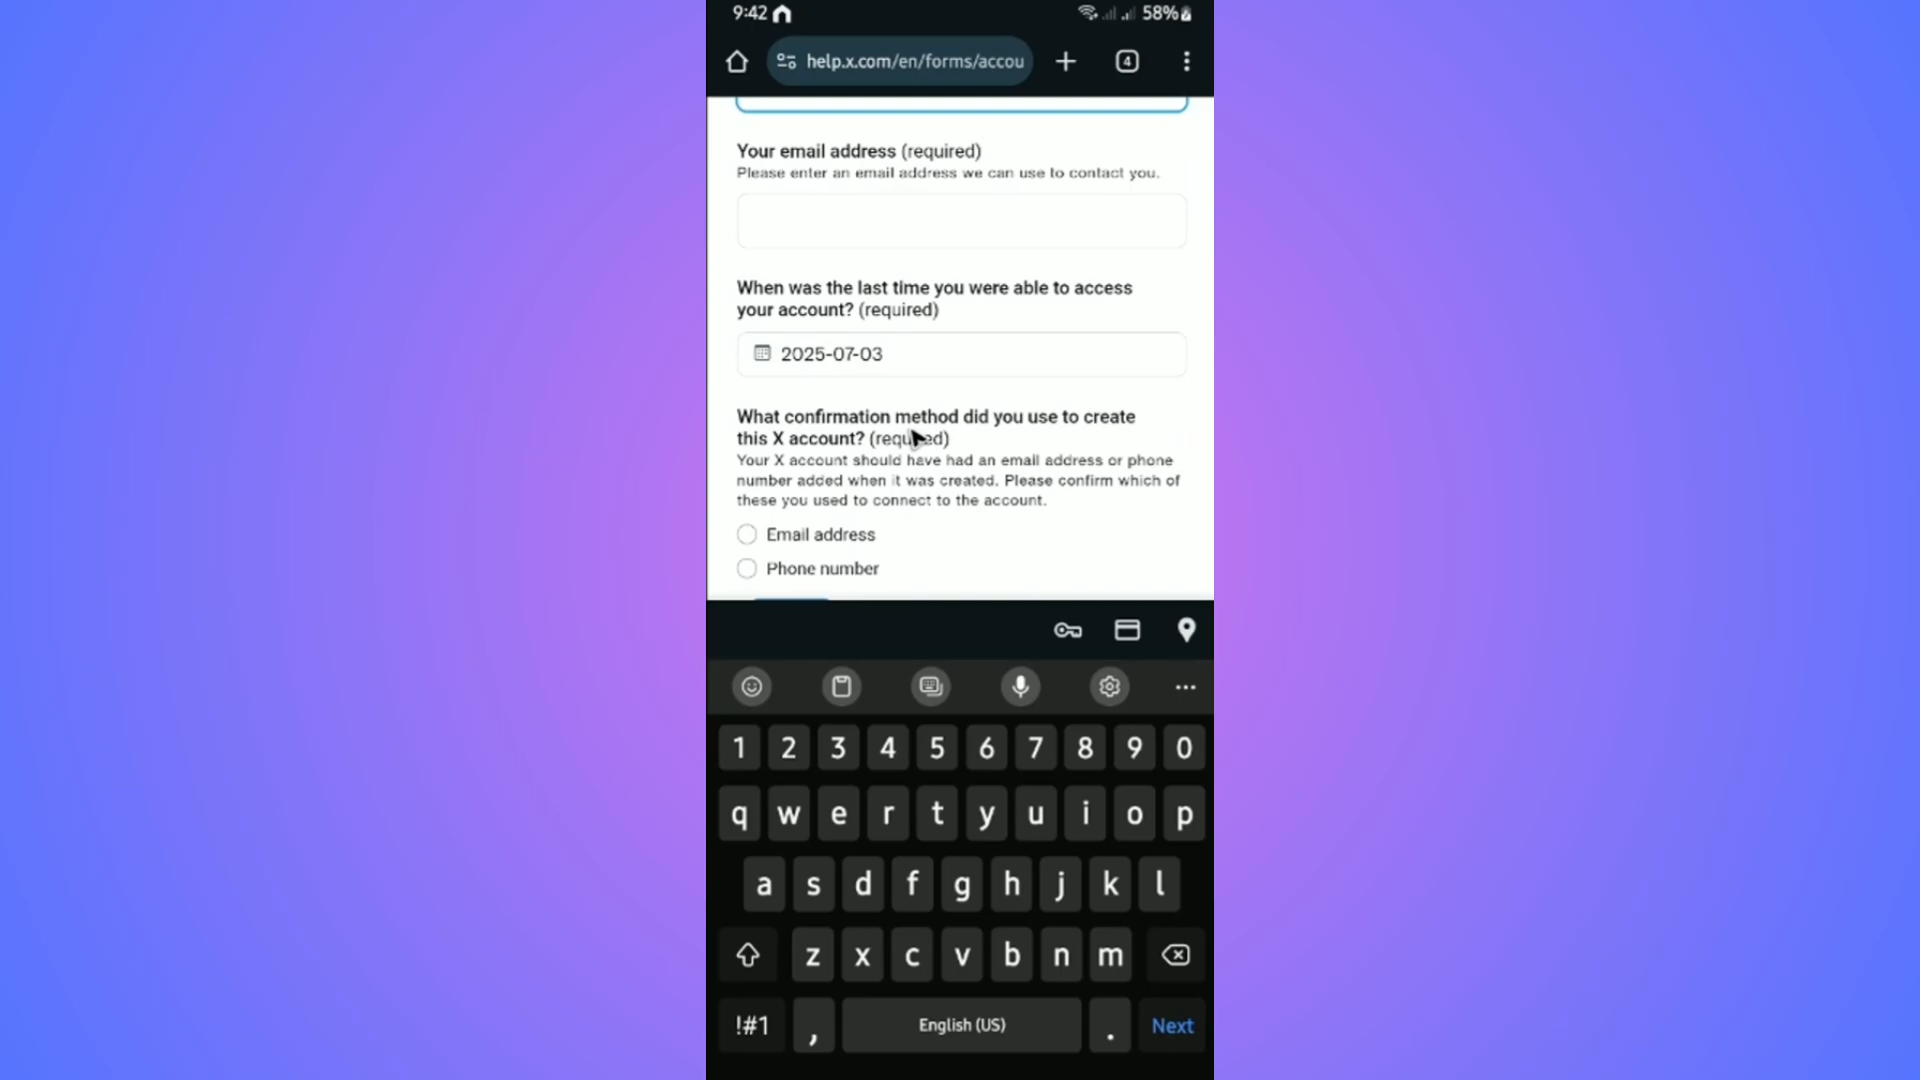 9:42
58%
help.x.com/en/forms/accou
4
Your email address (required)
Please enter an email address we can use to contact you.
When was the last time you were able to access
your account? (required)
2025-07-03
What confirmation method did you use to create
this X account? (required)
Your X account should have had an email address or phone
number added when it was created. Please confirm which of
these you used to connect to the account.
Email address
Phone number
1 2 3 4 5 6 7 8 9 0
q w e r t y u i o p
a s d f g h j k l
z x c v b n m
!#1 , English (US) . Next